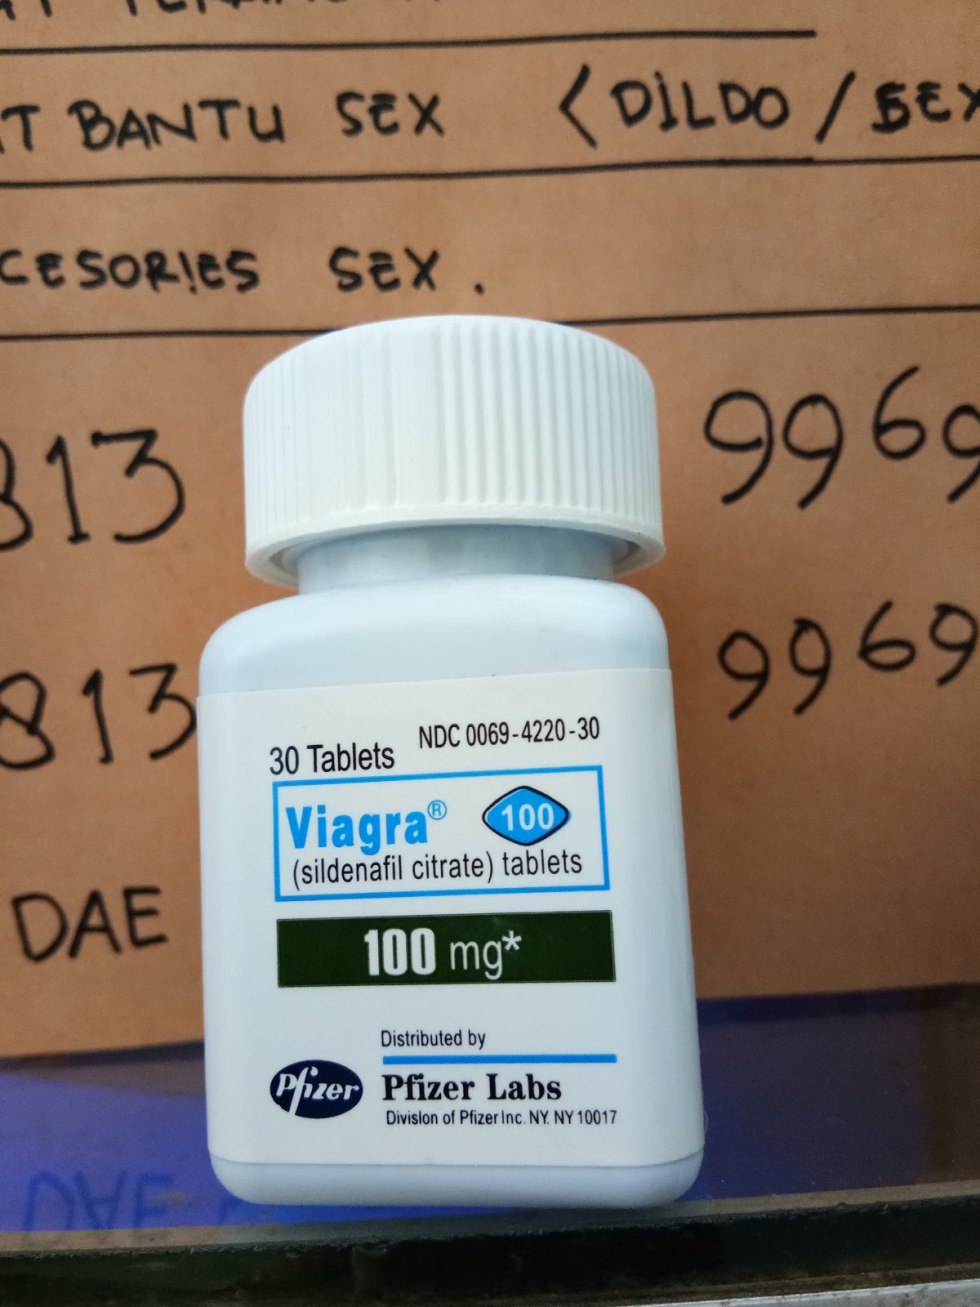 BANTU SEX ( DILDO / SEX
SEX .
813 9969
813 9969
DAE
30 Tablets NDC 0069-4220-30
Viagra® 100
(sildenafil citrate) tablets
100 mg*
Distributed by
Pfizer Pfizer Labs
Division of Pfizer Inc. NY. NY 10017